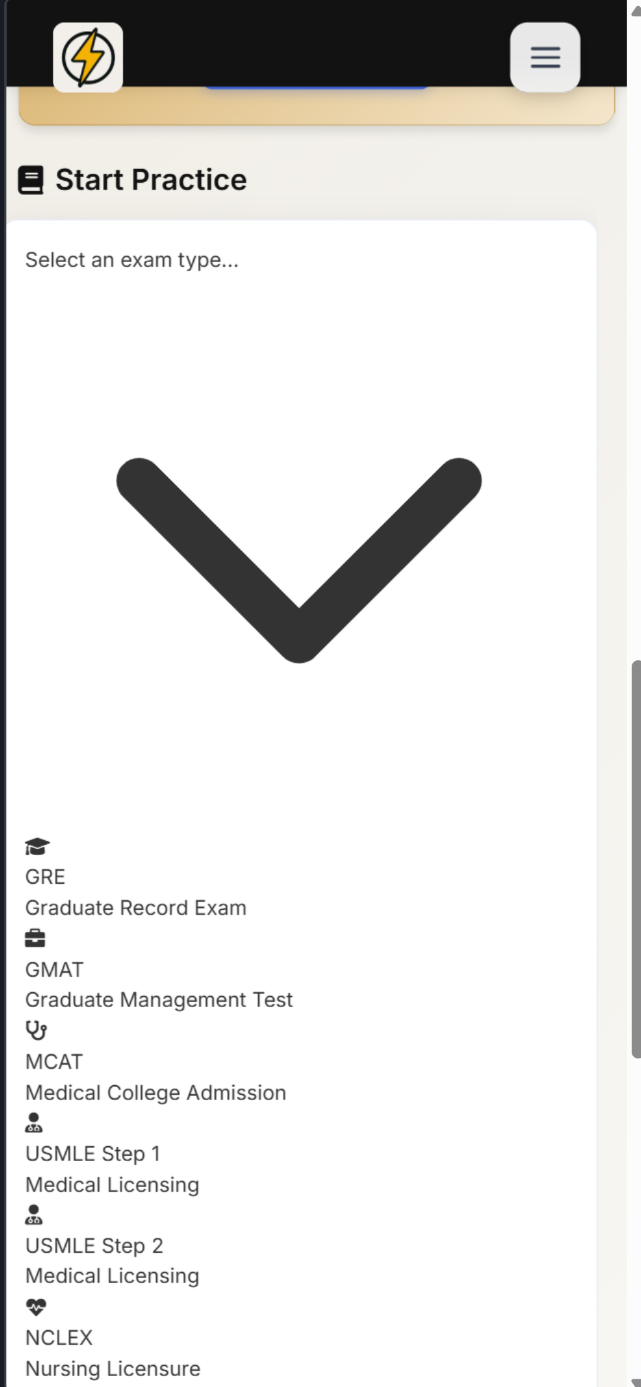 Start Practice
Select an exam type...
GRE
Graduate Record Exam
GMAT
Graduate Management Test
MCAT
Medical College Admission
USMLE Step 1
Medical Licensing
USMLE Step 2
Medical Licensing
NCLEX
Nursing Licensure